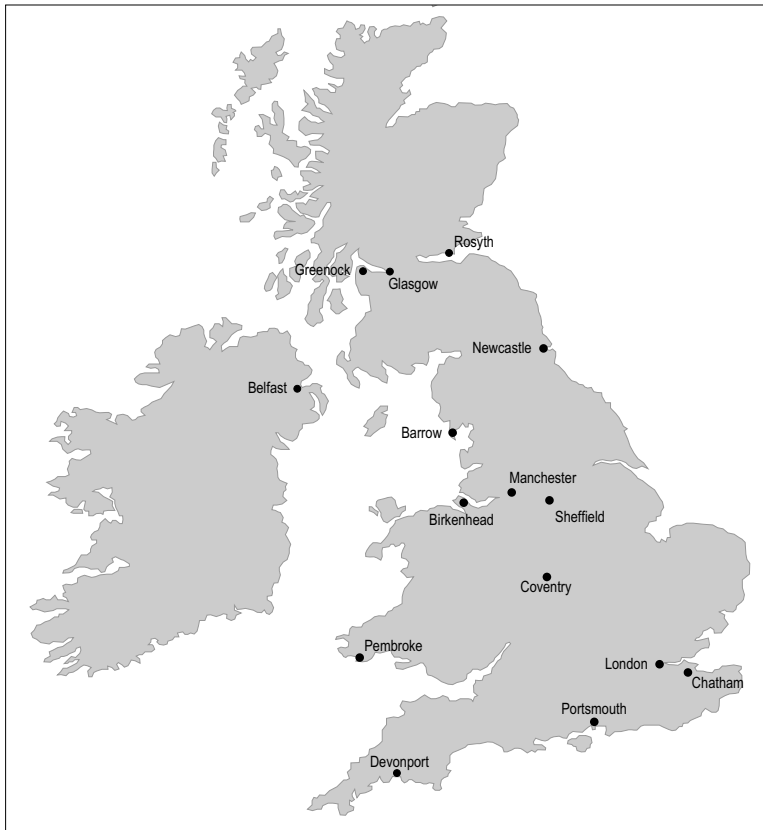 Rosyth
Greenock
Glasgow
Newcastle
Belfast
Barrow
Manchester
Birkenhead
Sheffield
Coventry
Pembroke
London
Chatham
Portsmouth
Devonport